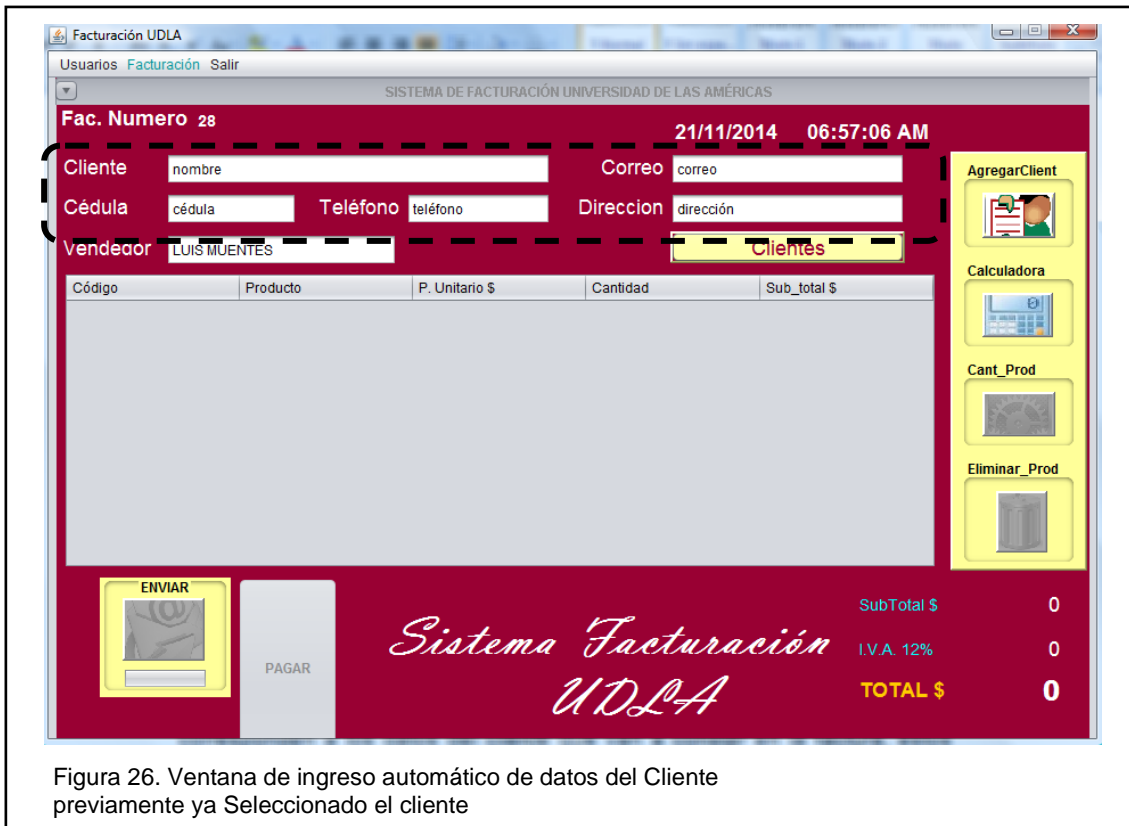 Facturación UDLA
Usuarios Facturación Salir
SISTEMA DE FACTURACIÓN UNIVERSIDAD DE LAS AMÉRICAS
Fac. Numero 28
21/11/2014 06:57:06 AM
Cliente nombre Correo correo
Cédula cédula Teléfono teléfono Direccion dirección
Vendedor LUIS MUENTES Clientes
Código Producto P. Unitario $ Cantidad Sub_total $
AgregarClient
Calculadora
Cant_Prod
Eliminar_Prod
ENVIAR
PAGAR
Sistema Facturación
UDLA
SubTotal $ 0
I.V.A. 12% 0
TOTAL $ 0
Figura 26. Ventana de ingreso automático de datos del Cliente
previamente ya Seleccionado el cliente